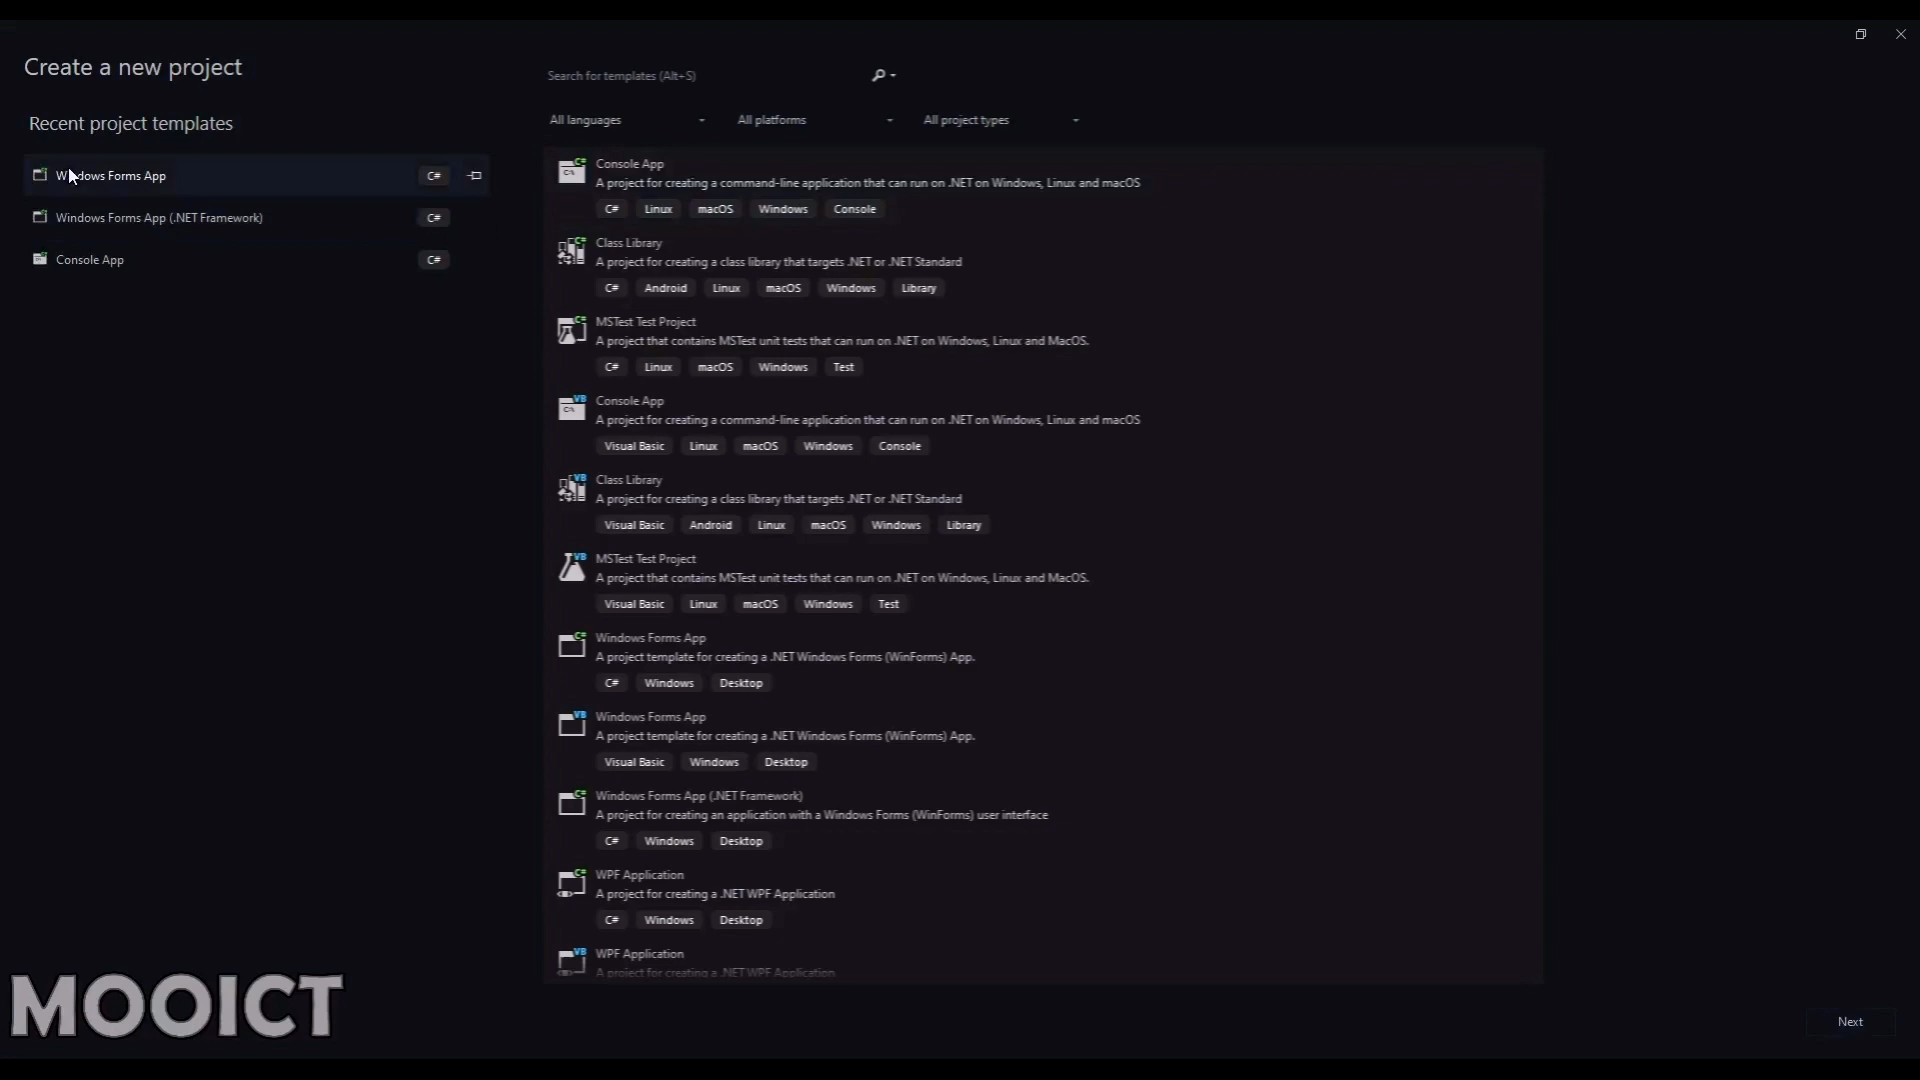 Create a new project
Recent project templates
Windows Forms App
C#
Windows Forms App (.NET Framework)
C#
Console App
C#
Search for templates (Alt+S)
All languages
All platforms
All project types
Console App
A project for creating a command-line application that can run on .NET on Windows, Linux and macOS
C# Linux macOS Windows Console
Class Library
A project for creating a class library that targets .NET or .NET Standard
C# Android Linux macOS Windows Library
MSTest Test Project
A project that contains MSTest unit tests that can run on .NET on Windows, Linux and MacOS.
C# Linux macOS Windows Test
Console App
A project for creating a command-line application that can run on .NET on Windows, Linux and macOS
Visual Basic Linux macOS Windows Console
Class Library
A project for creating a class library that targets .NET or .NET Standard
Visual Basic Android Linux macOS Windows Library
MSTest Test Project
A project that contains MSTest unit tests that can run on .NET on Windows, Linux and MacOS.
Visual Basic Linux macOS Windows Test
Windows Forms App
A project template for creating a .NET Windows Forms (WinForms) App.
C# Windows Desktop
Windows Forms App
A project template for creating a .NET Windows Forms (WinForms) App.
Visual Basic Windows Desktop
Windows Forms App (.NET Framework)
A project for creating an application with a Windows Forms (WinForms) user interface
C# Windows Desktop
WPF Application
A project for creating a .NET WPF Application
C# Windows Desktop
WPF Application
A project for creating a .NET WPF Application
MOOICT
Next